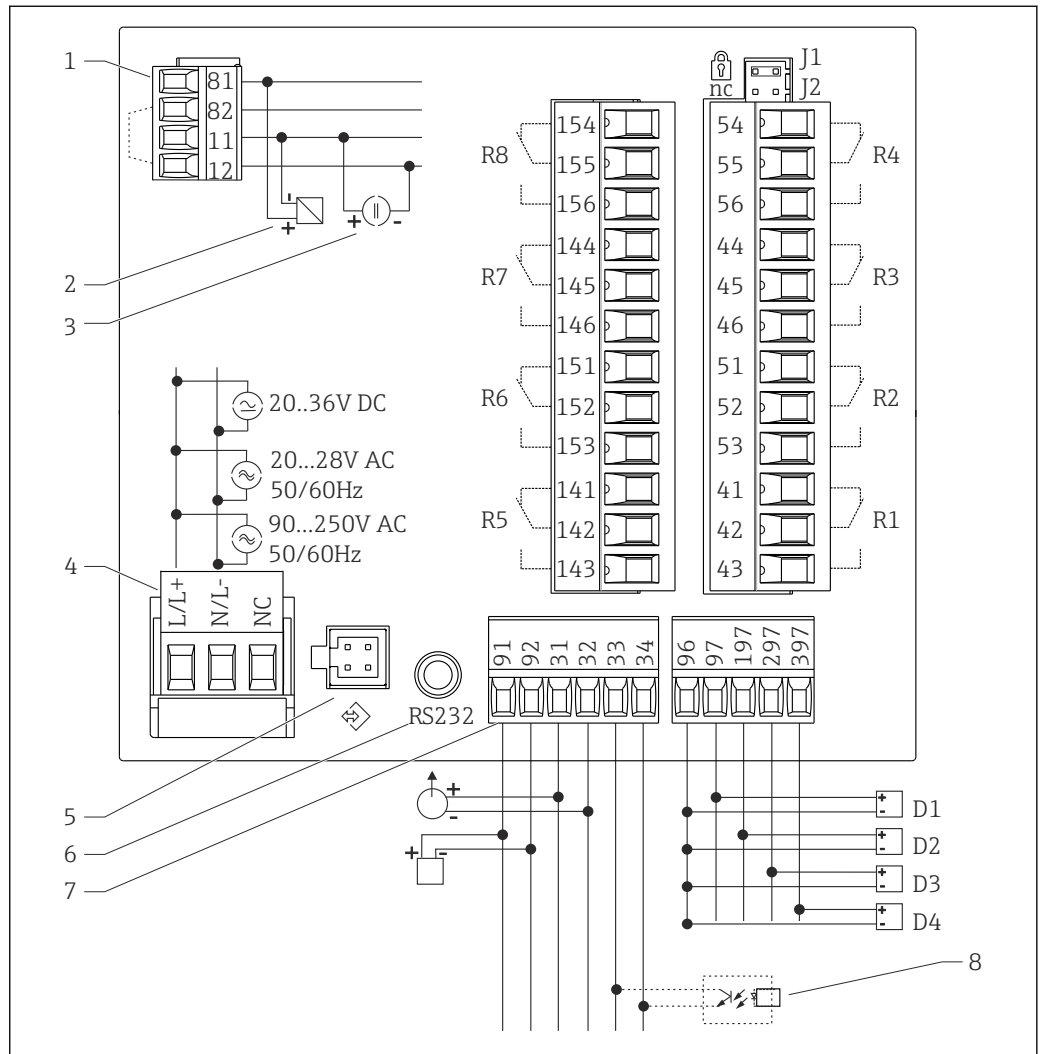 1
81
82
11
12
+
-
+
-
2
3
nc
J1
J2
R8
154
155
156
R7
144
145
146
R6
151
152
153
R5
141
142
143
54
55
56
R4
44
45
46
R3
51
52
53
R2
41
42
43
R1
20..36V DC
20...28V AC
50/60Hz
90...250V AC
50/60Hz
4
L/L+
N/L-
NC
RS232
91
92
31
32
33
34
96
97
197
297
397
5
6
7
+
-
+
-
+
-
D1
+
-
D2
+
-
D3
+
-
D4
8